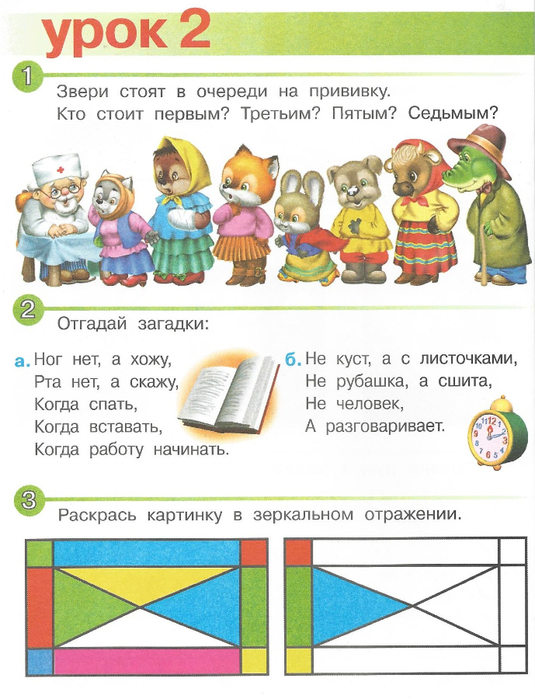 урок 2
1
Звери стоят в очереди на прививку.
Кто стоит первым? Третьим? Пятым? Седьмым?
2
Отгадай загадки:
а. Ног нет, а хожу,
Рта нет, а скажу,
Когда спать,
Когда вставать,
Когда работу начинать.
б. Не куст, а с листочками,
Не рубашка, а сшита,
Не человек,
А разговаривает.
3
Раскрась картинку в зеркальном отражении.